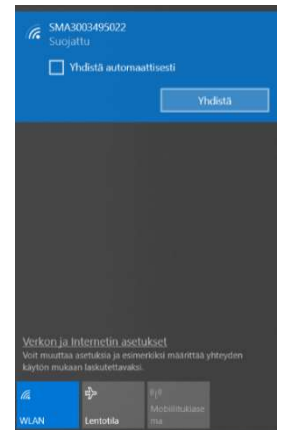 SMA3003495022
Suojattu
Yhdistä automaattisesti
Yhdistä
Verkon ja Internetin asetukset
Voit muuttaa asetuksia ja esimerkiksi määrittää yhteyden
käytön mukaan laskutettavaksi.
WLAN
Lentotila
Mobiilitukiase
ma